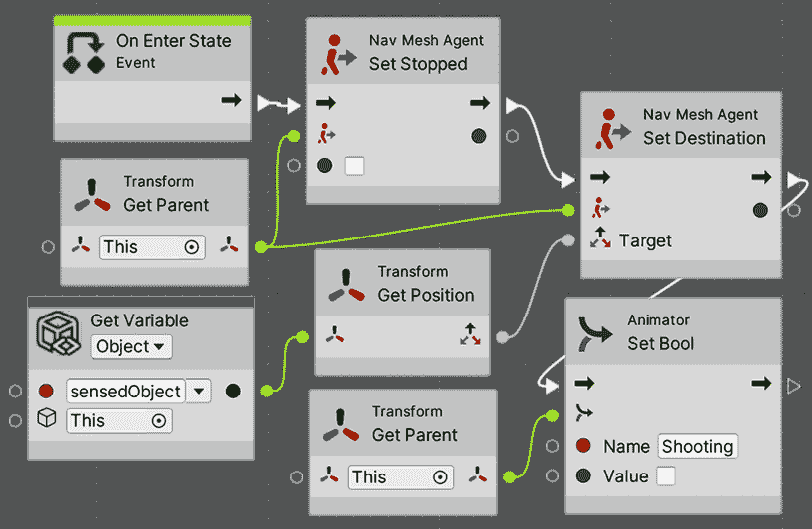 On Enter State
Event
Nav Mesh Agent
Set Stopped
Nav Mesh Agent
Set Destination
Target
Transform
Get Parent
This
Transform
Get Position
Get Variable
Object
sensedObject
This
Animator
Set Bool
Name Shooting
Value
Transform
Get Parent
This